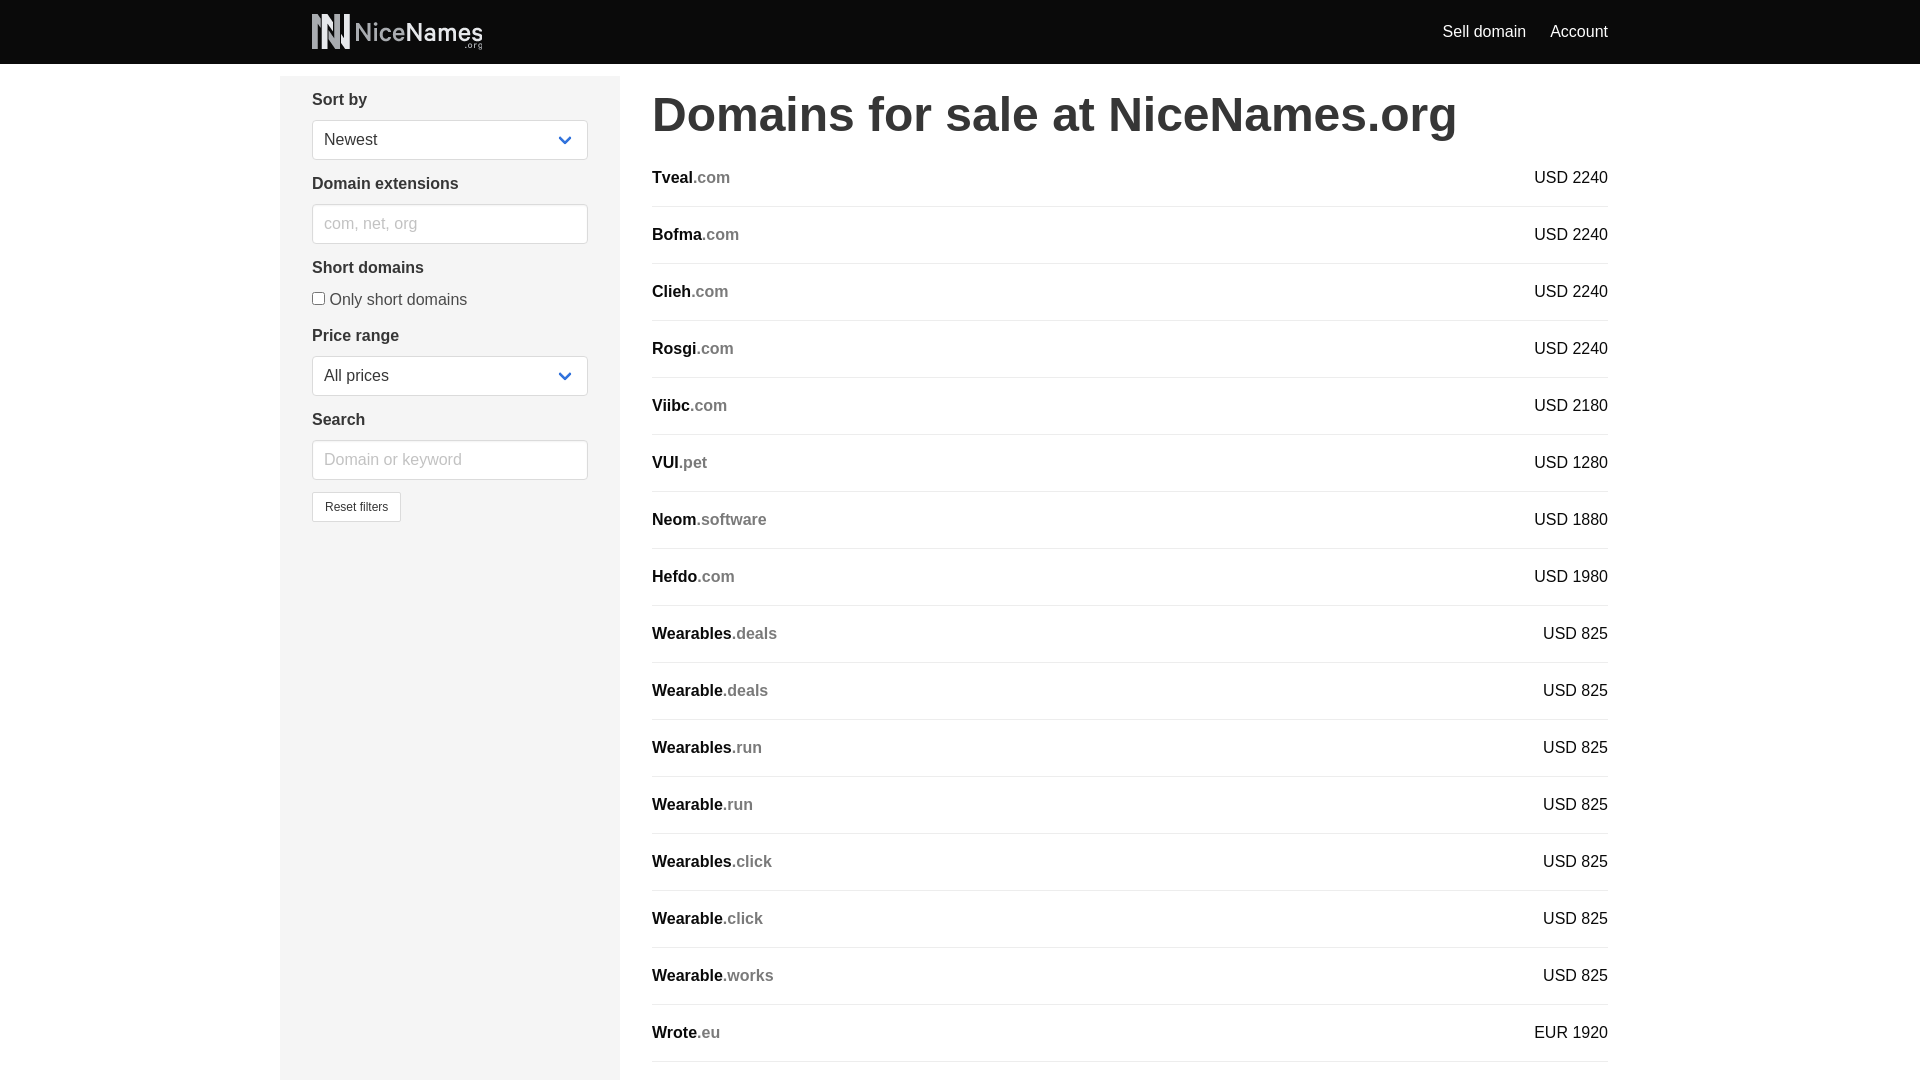 NiceNames
.org
Sell domain
Account
Sort by
Newest
Domain extensions
com, net, org
Short domains
Only short domains
Price range
All prices
Search
Domain or keyword
Reset filters
Domains for sale at NiceNames.org
Tveal.com USD 2240
Bofma.com USD 2240
Clieh.com USD 2240
Rosgi.com USD 2240
Viibc.com USD 2180
VUI.pet USD 1280
Neom.software USD 1880
Hefdo.com USD 1980
Wearables.deals USD 825
Wearable.deals USD 825
Wearables.run USD 825
Wearable.run USD 825
Wearables.click USD 825
Wearable.click USD 825
Wearable.works USD 825
Wrote.eu EUR 1920